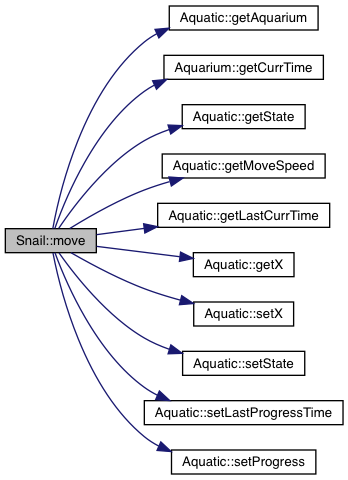 Aquatic::getAquarium
Aquarium::getCurrTime
Aquatic::getState
Aquatic::getMoveSpeed
Aquatic::getLastCurrTime
Snail::move
Aquatic::getX
Aquatic::setX
Aquatic::setState
Aquatic::setLastProgressTime
Aquatic::setProgress